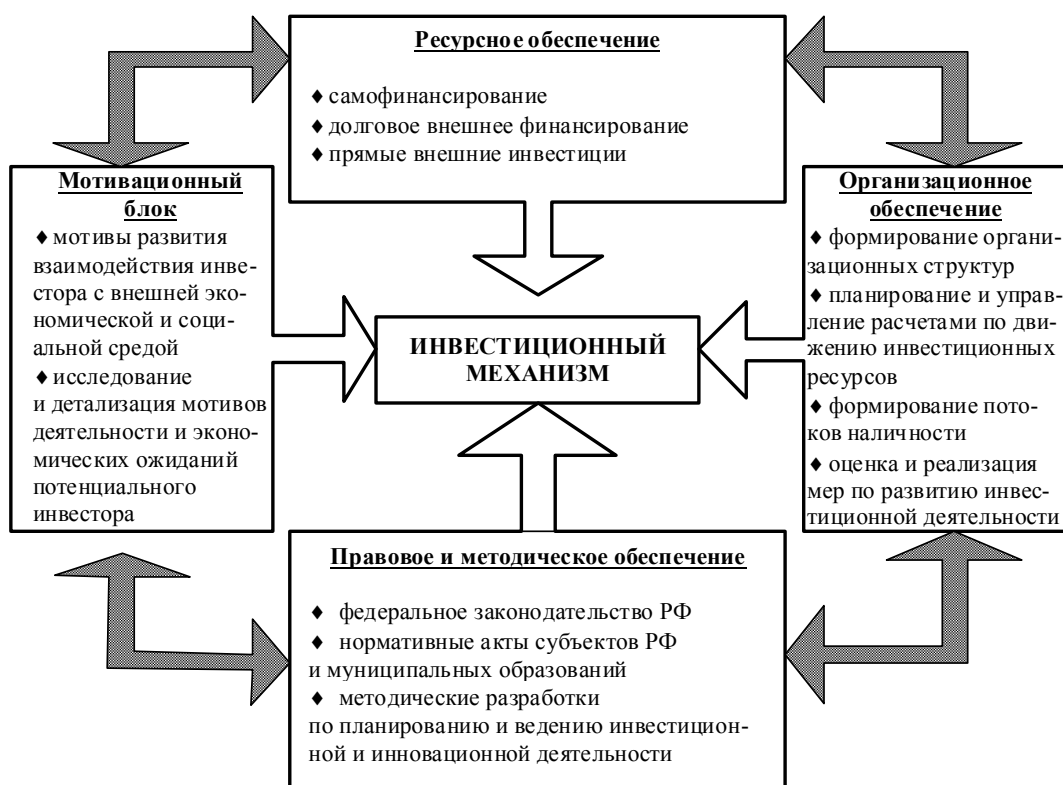 Ресурсное обеспечение
♦ самофинансирование
♦ долговое внешнее финансирование
♦ прямые внешние инвестиции
Мотивационный
блок
♦ мотивы развития
взаимодействия инве-
стора с внешней эко-
номической и соци-
альной средой
♦ исследование
и детализация мотивов
деятельности и эконо-
мических ожиданий
потенциального
инвестора
ИНВЕСТИЦИОННЫЙ
МЕХАНИЗМ
Организационное
обеспечение
♦ формирование органи-
зационных структур
♦ планирование и управ-
ление расчетами по дви-
жению инвестиционных
ресурсов
♦ формирование пото-
ков наличности
♦ оценка и реализация
мер по развитию инвес-
тиционной деятельности
Правовое и методическое обеспечение
♦ федеральное законодательство РФ
♦ нормативные акты субъектов РФ
и муниципальных образований
♦ методические разработки
по планированию и ведению инвестицион-
ной и инновационной деятельности